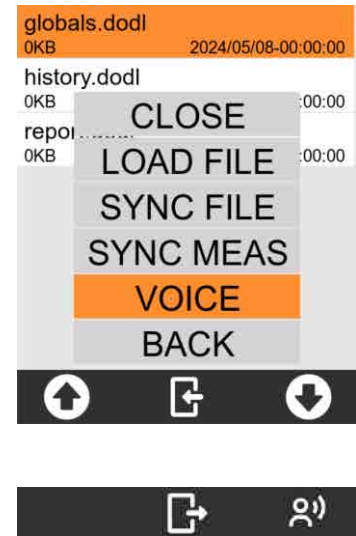 globals.dodl
0KB 2024/05/08-00:00:00
history.dodl
0KB :00:00
CLOSE
0KB :00:00
LOAD FILE
SYNC FILE
SYNC MEAS
VOICE
BACK